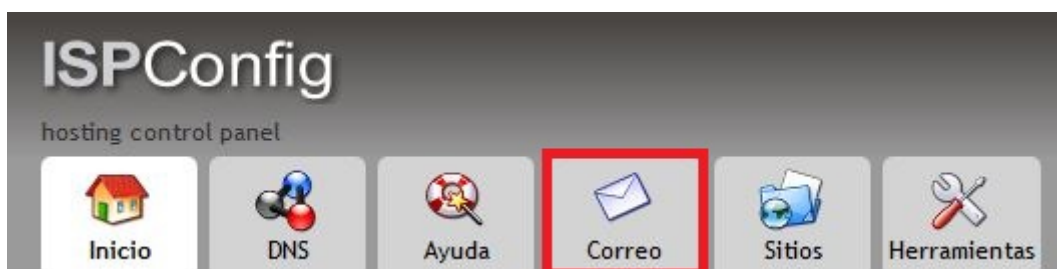 ISPConfig
hosting control panel
Inicio DNS Ayuda Correo Sitios Herramientas